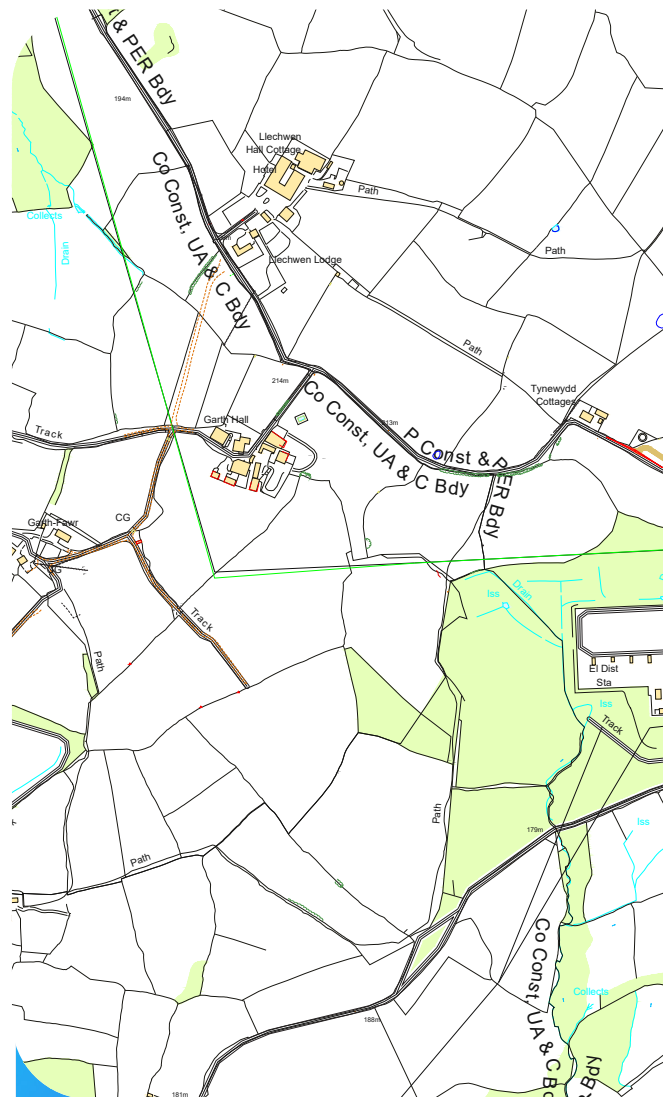 R & PER Bdy
194m
Llechwen
Hall Cottage
Hotel
Path
Co Const, UA & C Bdy
Collects
Drain
Path
Llechwen Lodge
Path
214m
Tynewydd
Cottages
Co Const, UA & C Bdy
213m
P Const & PER Bdy
Garth Hall
Track
CG
Garth-Fawr
Drain
Iss
Track
Path
El Dist
Sta
Iss
Track
Path
179m
Iss
Path
Co Const, UA & C Bd
Collects
188m
R Bdy
181m